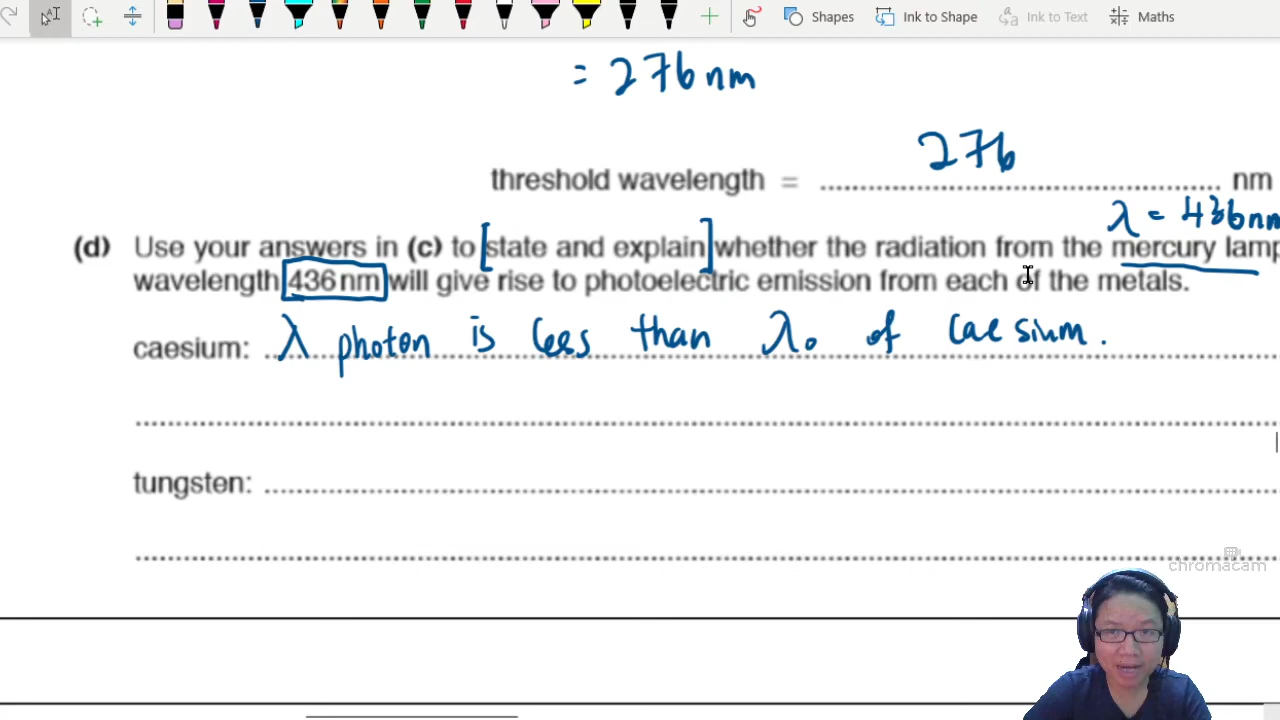 Shapes Ink to Shape Ink to Text Maths
= 276 nm
276
threshold wavelength = ........................................................ nm
λ = 436nm
(d) Use your answers in (c) to [state and explain] whether the radiation from the mercury lamp
wavelength 436 nm will give rise to photoelectric emission from each of the metals.
caesium: λ photon is less than λ₀ of caesium.
tungsten:
chromacam